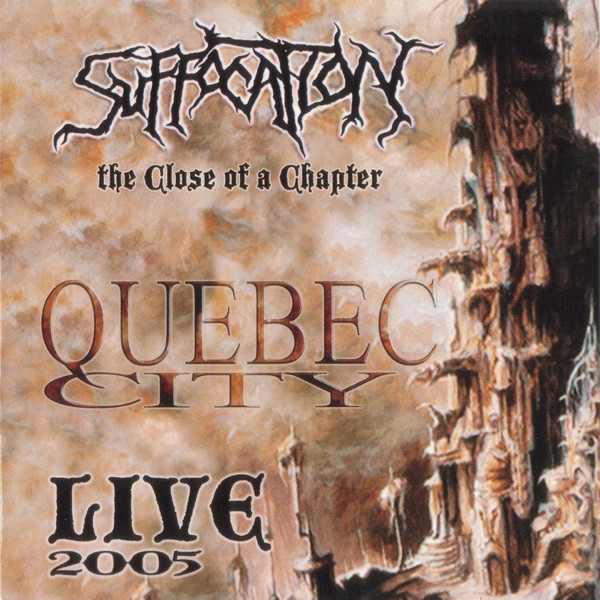 SUFFOCATION
the Close of a Chapter
QUEBEC
CITY
LIVE
2005